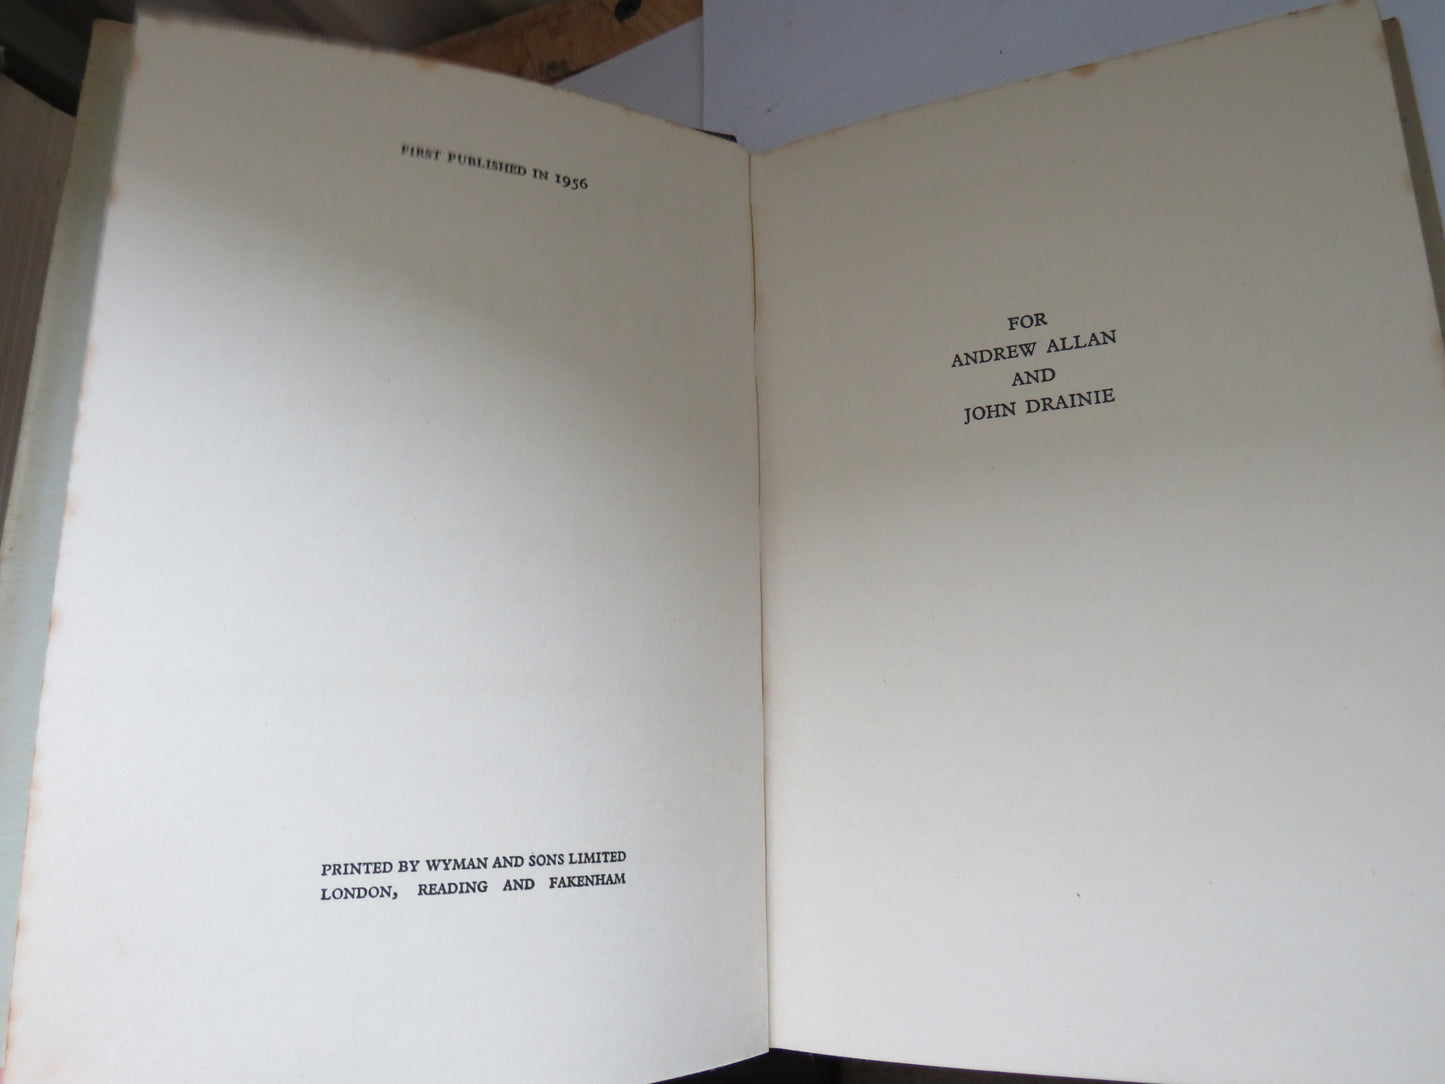 FIRST PUBLISHED IN 1956
PRINTED BY WYMAN AND SONS LIMITED
LONDON, READING AND FAKENHAM
FOR
ANDREW ALLAN
AND
JOHN DRAINIE